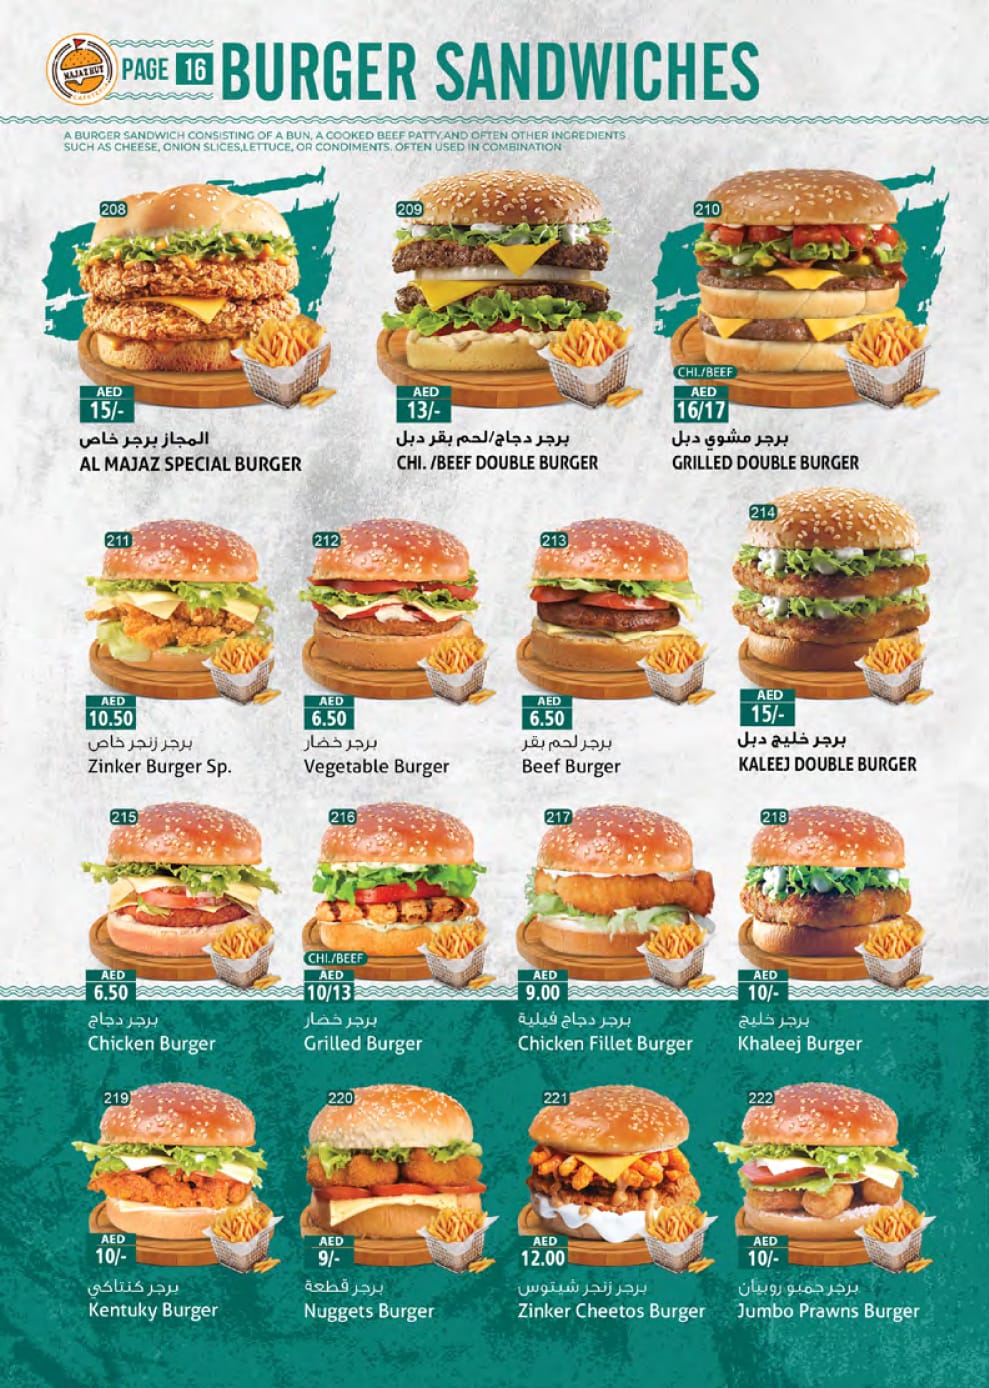 MAJAZ HUT
CAFETERIA
PAGE 16
BURGER SANDWICHES
A BURGER SANDWICH CONSISTING OF A BUN, A COOKED BEEF PATTY,AND OFTEN OTHER INGREDIENTS
SUCH AS CHEESE, ONION SLICES,LETTUCE, OR CONDIMENTS. OFTEN USED IN COMBINATION
208
AED
15/-
المجاز برجر خاص
AL MAJAZ SPECIAL BURGER
209
AED
13/-
برجر دجاج/لحم بقر دبل
CHI. /BEEF DOUBLE BURGER
210
CHI./BEEF
AED
16/17
برجر مشوي دبل
GRILLED DOUBLE BURGER
211
AED
10.50
برجر زنجر خاص
Zinker Burger Sp.
212
AED
6.50
برجر خضار
Vegetable Burger
213
AED
6.50
برجر لحم بقر
Beef Burger
214
AED
15/-
برجر خليج دبل
KALEEJ DOUBLE BURGER
215
AED
6.50
برجر دجاج
Chicken Burger
216
CHI./BEEF
AED
10/13
برجر خضار
Grilled Burger
217
AED
9.00
برجر دجاج فيلية
Chicken Fillet Burger
218
AED
10/-
برجر خليج
Khaleej Burger
219
AED
10/-
برجر كنتاكي
Kentuky Burger
220
AED
9/-
برجر قطعة
Nuggets Burger
221
AED
12.00
برجر زنجر شيتوس
Zinker Cheetos Burger
222
AED
10/-
برجر جمبو روبيان
Jumbo Prawns Burger